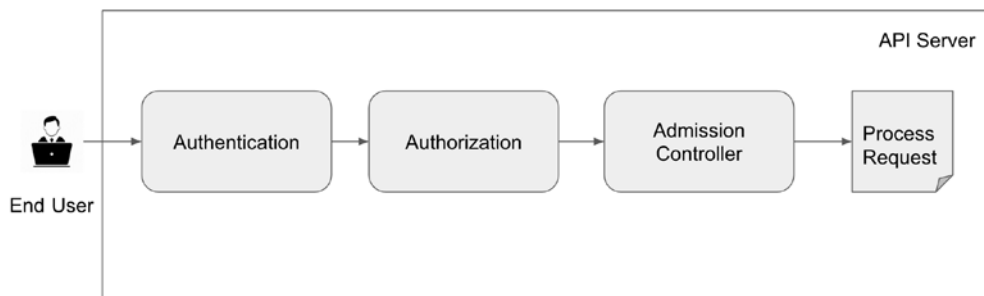 API Server
Authentication
Authorization
Admission
Controller
Process
Request
End User